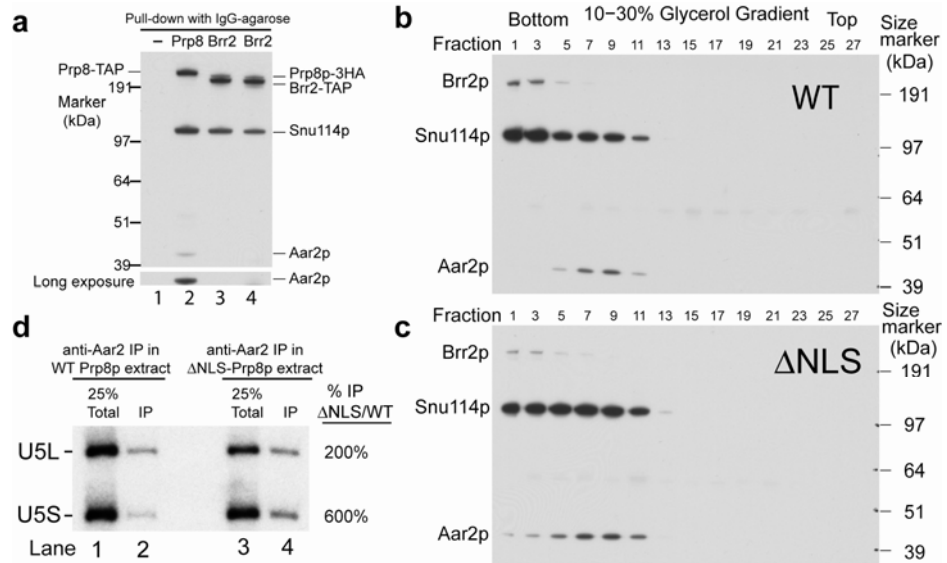 a
Pull-down with IgG-agarose
– Prp8 Brr2 Brr2
Prp8-TAP
Prp8p-3HA
Brr2-TAP
191
Marker
(kDa)
Snu114p
97
64
51
Aar2p
39
Long exposure
Aar2p
1 2 3 4
b
Bottom 10–30% Glycerol Gradient Top
Size marker (kDa)
Fraction 1 3 5 7 9 11 13 15 17 19 21 23 25 27
Brr2p
191
WT
Snu114p
97
64
51
Aar2p
39
c
Fraction 1 3 5 7 9 11 13 15 17 19 21 23 25 27
Size marker (kDa)
Brr2p
ΔNLS
191
Snu114p
97
64
51
Aar2p
39
d
anti-Aar2 IP in
WT Prp8p extract
anti-Aar2 IP in
ΔNLS-Prp8p extract
25% Total IP
25% Total IP
% IP
ΔNLS/WT
U5L
200%
U5S
600%
Lane 1 2 3 4